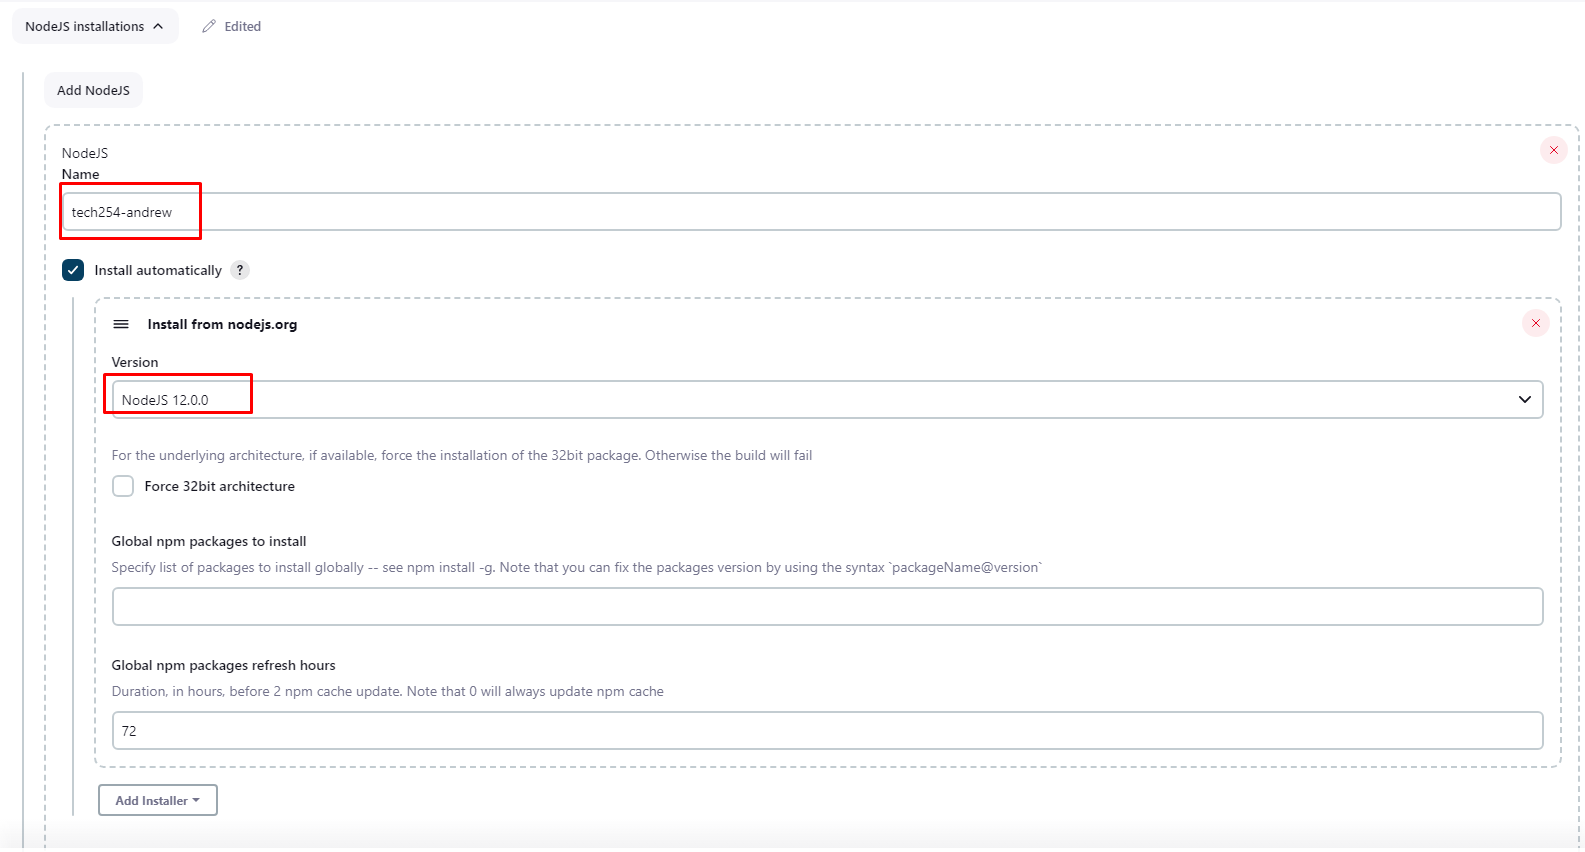 NodeJS installations
Edited
Add NodeJS
NodeJS
Name
tech254-andrew
Install automatically ?
Install from nodejs.org
Version
NodeJS 12.0.0
For the underlying architecture, if available, force the installation of the 32bit package. Otherwise the build will fail
Force 32bit architecture
Global npm packages to install
Specify list of packages to install globally -- see npm install -g. Note that you can fix the packages version by using the syntax `packageName@version`
Global npm packages refresh hours
Duration, in hours, before 2 npm cache update. Note that 0 will always update npm cache
72
Add Installer